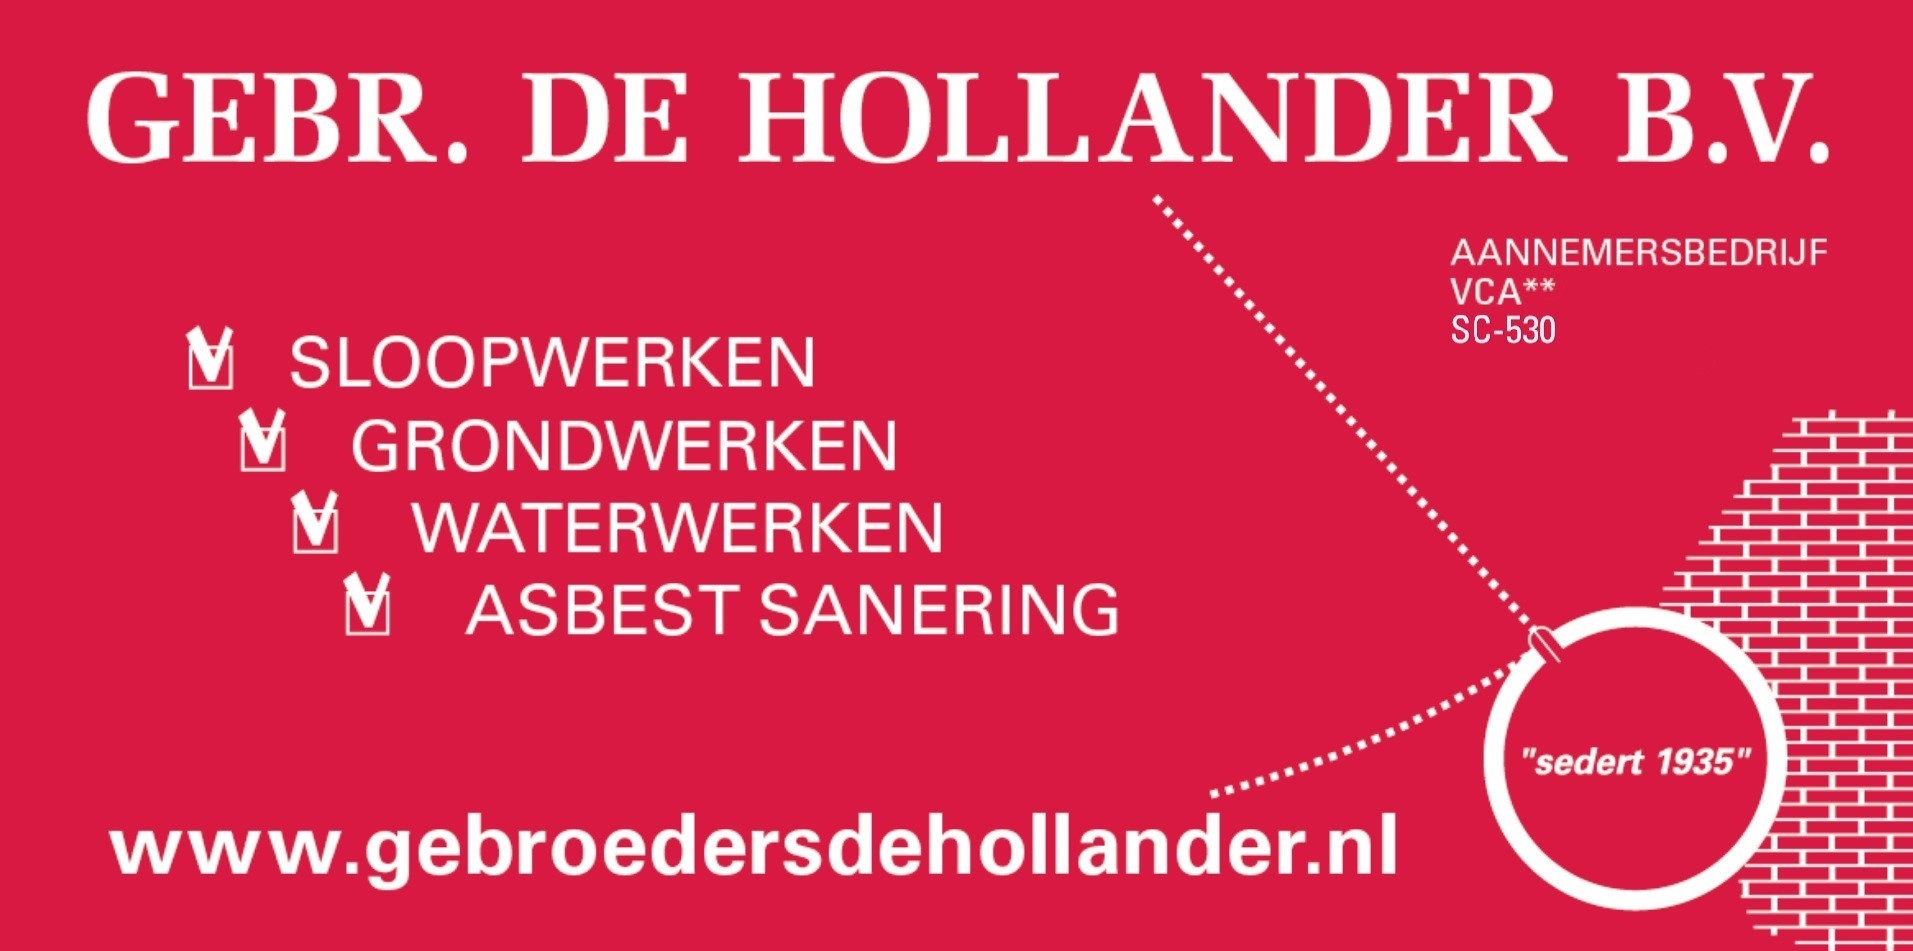 GEBR. DE HOLLANDER B.V.
AANNEMERSBEDRIJF
VCA**
SC-530
SLOOPWERKEN
GRONDWERKEN
WATERWERKEN
ASBEST SANERING
"sedert 1935"
www.gebroedersdehollander.nl